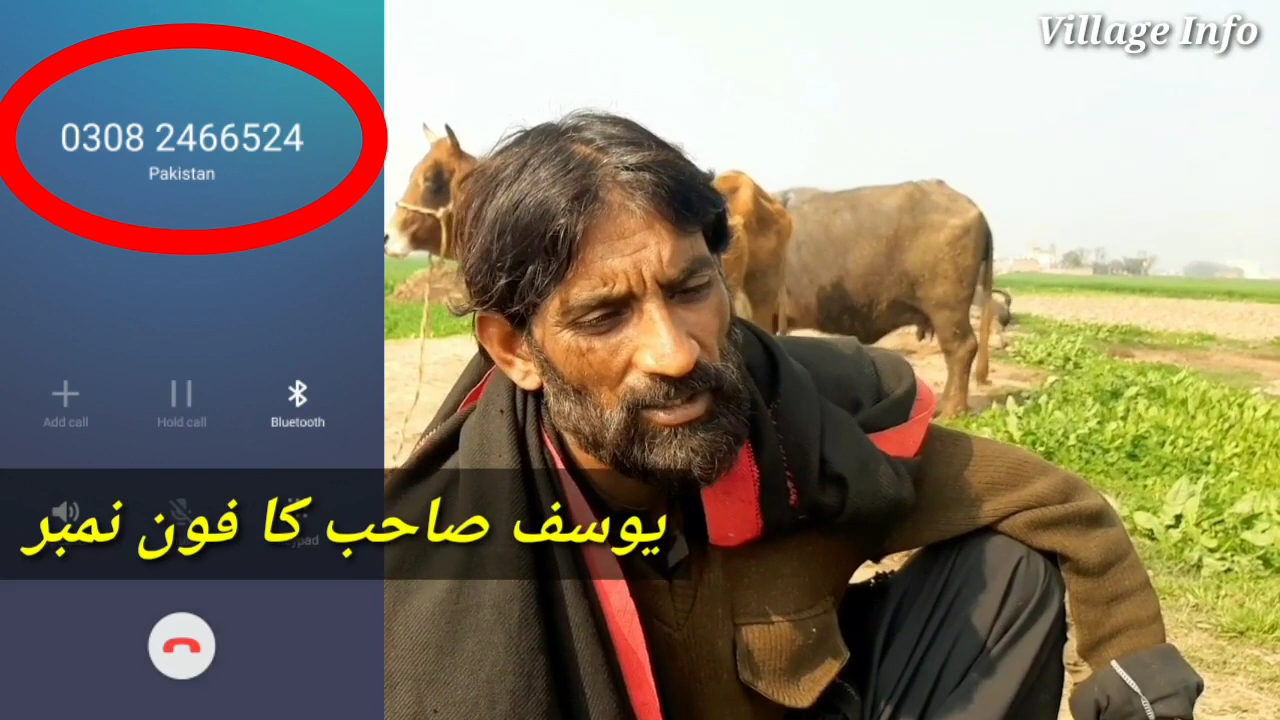 Village Info
0308 2466524
Pakistan
Add call
Hold call
Bluetooth
یوسف صاحب کا فون نمبر